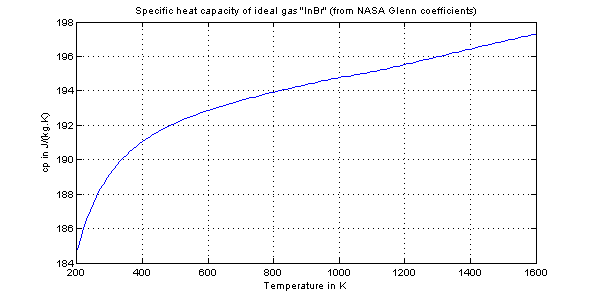 Specific heat capacity of ideal gas "InBr" (from NASA Glenn coefficients)
198
196
194
192
190
188
186
184
cp in J/(kg.K)
200 400 600 800 1000 1200 1400 1600
Temperature in K